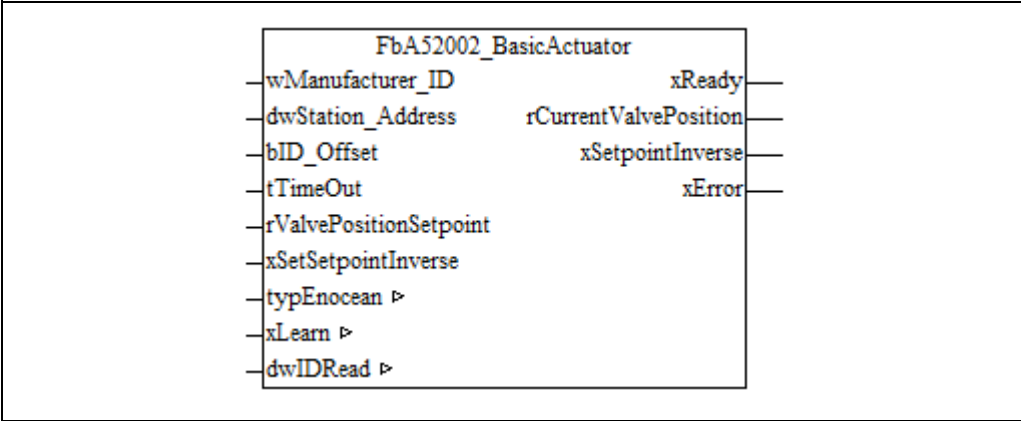 FbA52002_BasicActuator
wManufacturer_ID xReady
dwStation_Address rCurrentValvePosition
bID_Offset xSetpointInverse
tTimeOut xError
rValvePositionSetpoint
xSetSetpointInverse
typEnocean ▷
xLearn ▷
dwIDRead ▷